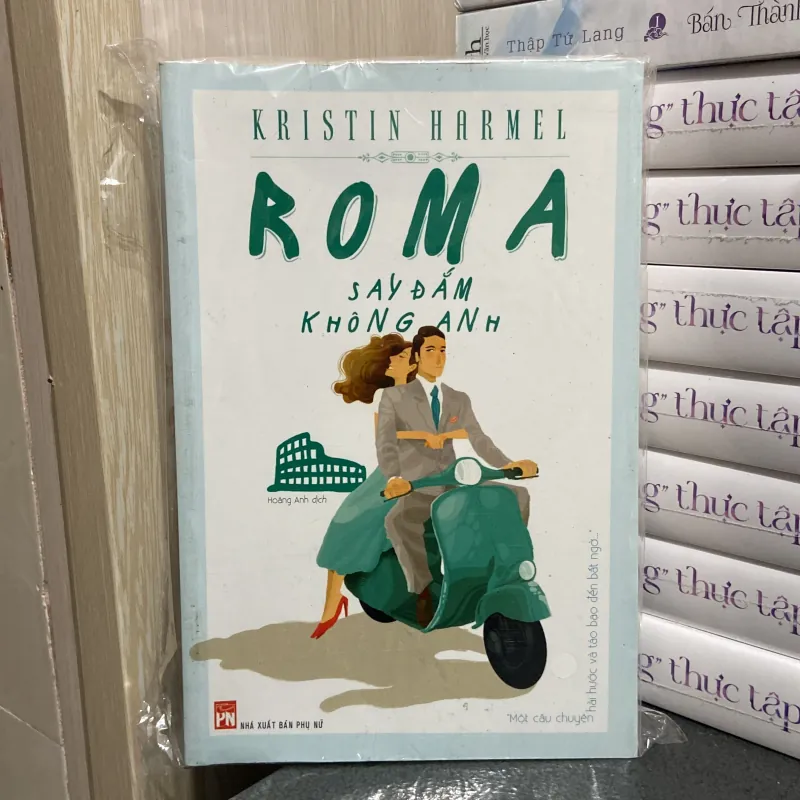 KRISTIN HARMEL
ROMA
SAY ĐẮM
KHÔNG ANH
Hoàng Anh dịch
"Một câu chuyện
hài hước và táo bạo đến bất ngờ..."
PN
NHÀ XUẤT BẢN PHỤ NỮ
Thập Tứ Lang
Bán Thành
g" thực tập
g" thực tập
g" thực tập
g" thực tập
g" thực tập
g" thực tập
g" thực tập